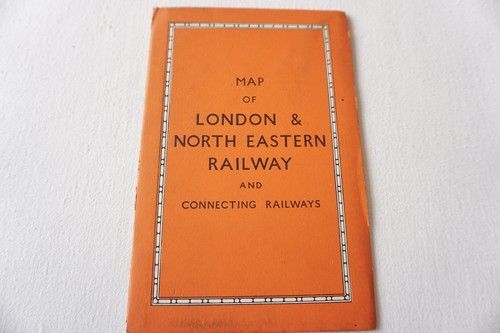 MAP
OF
LONDON &
NORTH EASTERN
RAILWAY
AND
CONNECTING RAILWAYS